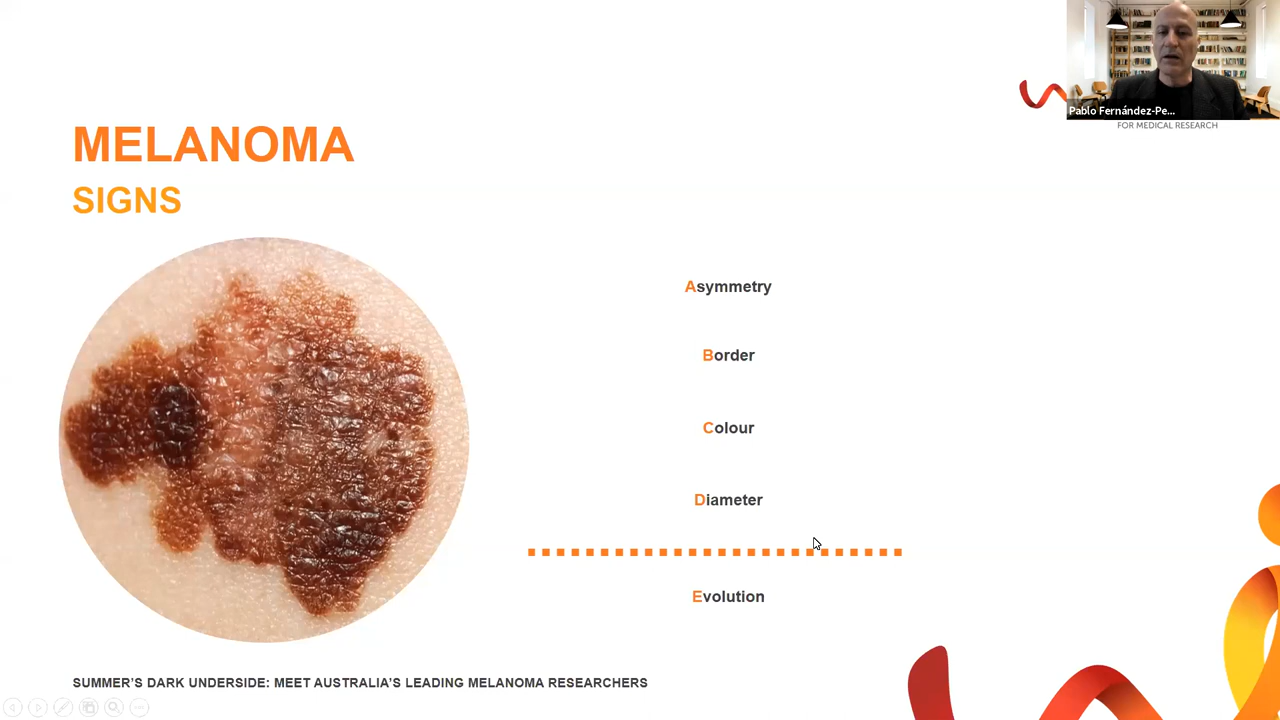 Pablo Fernández-Pe...
FOR MEDICAL RESEARCH
MELANOMA
SIGNS
Asymmetry
Border
Colour
Diameter
Evolution
SUMMER’S DARK UNDERSIDE: MEET AUSTRALIA’S LEADING MELANOMA RESEARCHERS